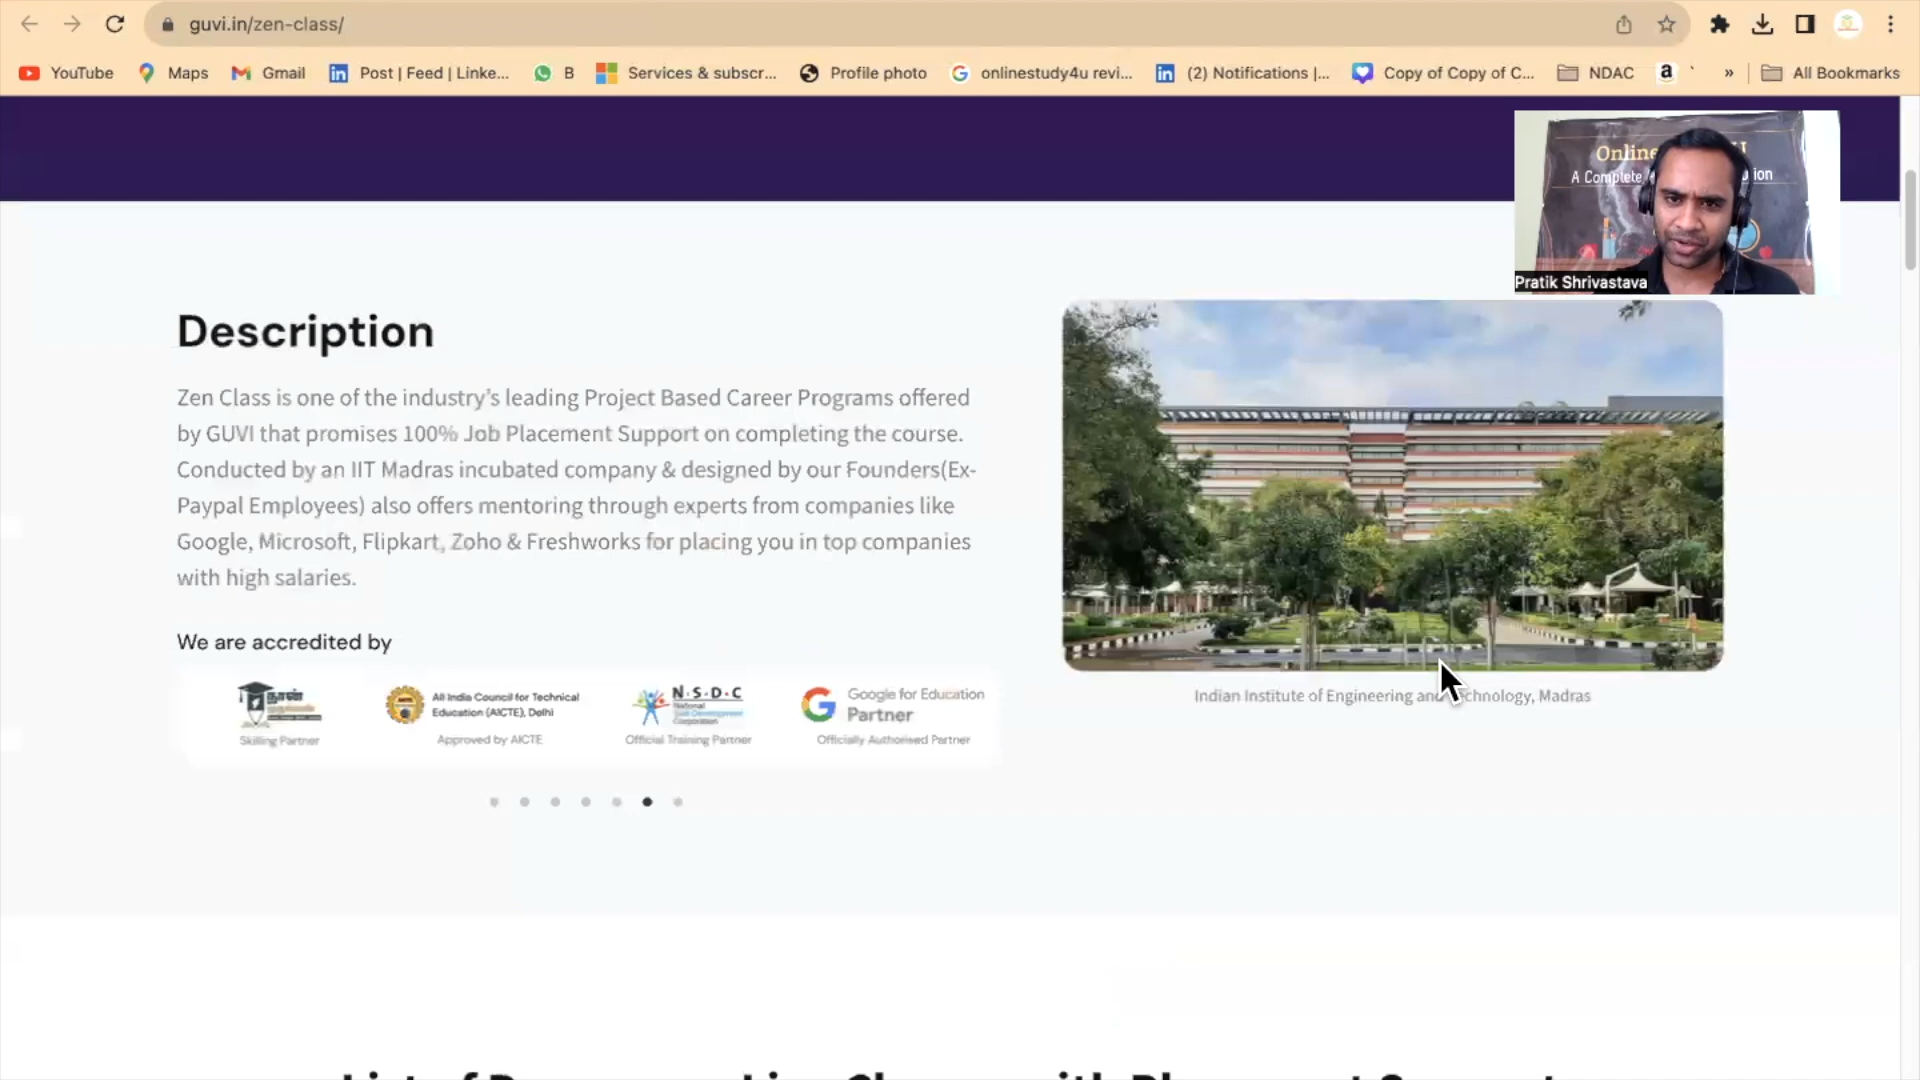 guvi.in/zen-class/
YouTube
Maps
Gmail
Post | Feed | Linke...
B
Services & subscr...
Profile photo
onlinestudy4u revi...
(2) Notifications |...
Copy of Copy of C...
NDAC
»
All Bookmarks
Online
A Complete
Pratik Shrivastava
Description
Zen Class is one of the industry's leading Project Based Career Programs offered
by GUVI that promises 100% Job Placement Support on completing the course.
Conducted by an IIT Madras incubated company & designed by our Founders(Ex-
Paypal Employees) also offers mentoring through experts from companies like
Google, Microsoft, Flipkart, Zoho & Freshworks for placing you in top companies
with high salaries.
We are accredited by
நான்
Skilling Partner
All India Council for Technical
Education (AICTE), Delhi
Approved by AICTE
N·S·D·C
National
Skill Development
Corporation
Official Training Partner
Google for Education
Partner
Officially Authorised Partner
Indian Institute of Engineering and Technology, Madras